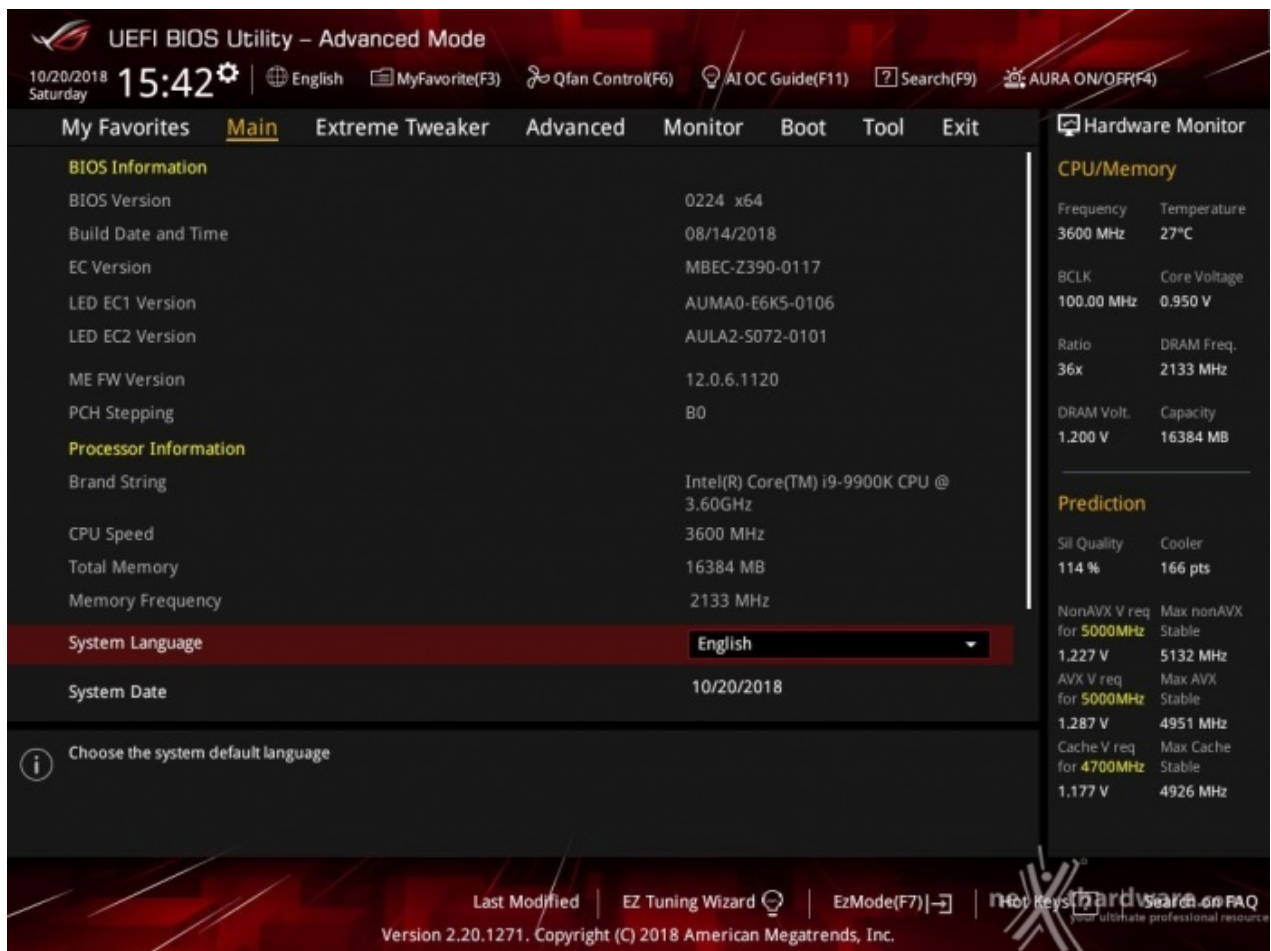 UEFI BIOS Utility – Advanced Mode
10/20/2018
Saturday
15:42
English
MyFavorite(F3)
Qfan Control(F6)
AI OC Guide(F11)
Search(F9)
AURA ON/OFF(F4)
My Favorites Main Extreme Tweaker Advanced Monitor Boot Tool Exit
BIOS Information
BIOS Version 0224 x64
Build Date and Time 08/14/2018
EC Version MBEC-Z390-0117
LED EC1 Version AUMA0-E6K5-0106
LED EC2 Version AULA2-S072-0101
ME FW Version 12.0.6.1120
PCH Stepping B0
Processor Information
Brand String Intel(R) Core(TM) i9-9900K CPU @
3.60GHz
CPU Speed 3600 MHz
Total Memory 16384 MB
Memory Frequency 2133 MHz
System Language English
System Date 10/20/2018
Choose the system default language
Hardware Monitor
CPU/Memory
Frequency Temperature
3600 MHz 27°C
BCLK Core Voltage
100.00 MHz 0.950 V
Ratio DRAM Freq.
36x 2133 MHz
DRAM Volt. Capacity
1.200 V 16384 MB
Prediction
Sil Quality Cooler
114 % 166 pts
NonAVX V req Max nonAVX
for 5000MHz Stable
1.227 V 5132 MHz
AVX V req Max AVX
for 5000MHz Stable
1.287 V 4951 MHz
Cache V req Max Cache
for 4700MHz Stable
1.177 V 4926 MHz
Last Modified
EZ Tuning Wizard
EzMode(F7)
Hot Keys
Search on FAQ
Version 2.20.1271. Copyright (C) 2018 American Megatrends, Inc.
nexthardware.com
your ultimate professional resource